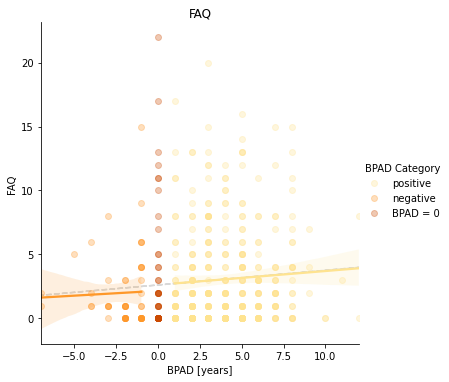 FAQ
20
15
10
5
0
FAQ
−5.0
−2.5
0.0
2.5
5.0
7.5
10.0
BPAD [years]
BPAD Category
positive
negative
BPAD = 0